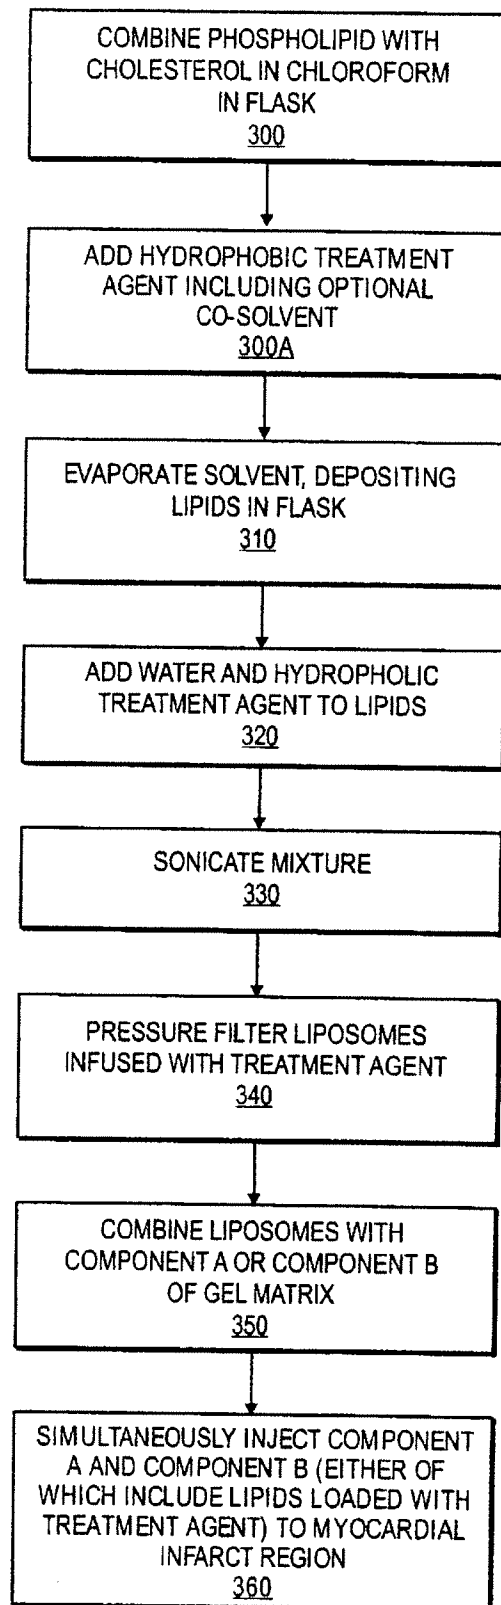 COMBINE PHOSPHOLIPID WITH
CHOLESTEROL IN CHLOROFORM
IN FLASK
300
ADD HYDROPHOBIC TREATMENT
AGENT INCLUDING OPTIONAL
CO-SOLVENT
300A
EVAPORATE SOLVENT, DEPOSITING
LIPIDS IN FLASK
310
ADD WATER AND HYDROPHOLIC
TREATMENT AGENT TO LIPIDS
320
SONICATE MIXTURE
330
PRESSURE FILTER LIPOSOMES
INFUSED WITH TREATMENT AGENT
340
COMBINE LIPOSOMES WITH
COMPONENT A OR COMPONENT B
OF GEL MATRIX
350
SIMULTANEOUSLY INJECT COMPONENT
A AND COMPONENT B (EITHER OF
WHICH INCLUDE LIPIDS LOADED WITH
TREATMENT AGENT) TO MYOCARDIAL
INFARCT REGION
360